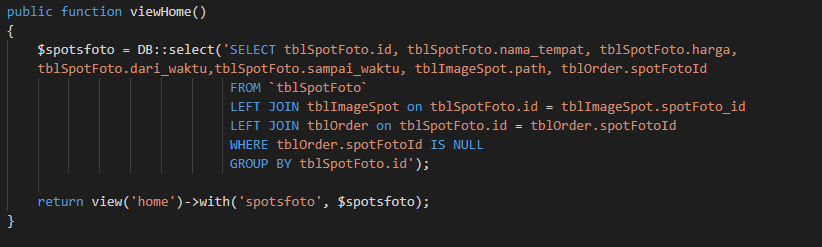 public function viewHome()
{
$spotsfoto = DB::select('SELECT tblSpotFoto.id, tblSpotFoto.nama_tempat, tblSpotFoto.harga,
tblSpotFoto.dari_waktu,tblSpotFoto.sampai_waktu, tblImageSpot.path, tblOrder.spotFotoId
FROM `tblSpotFoto`
LEFT JOIN tblImageSpot on tblSpotFoto.id = tblImageSpot.spotFoto_id
LEFT JOIN tblOrder on tblSpotFoto.id = tblOrder.spotFotoId
WHERE tblOrder.spotFotoId IS NULL
GROUP BY tblSpotFoto.id');
return view('home')->with('spotsfoto', $spotsfoto);
}